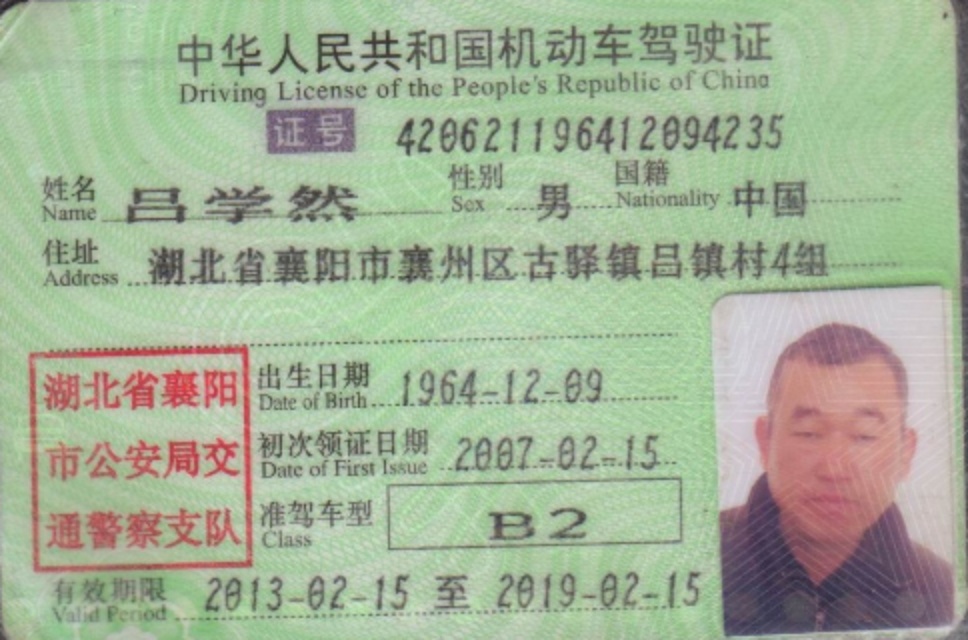 中华人民共和国机动车驾驶证
Driving License of the People's Republic of China
证号 420621196412094235
姓名 Name 吕学然 性别 Sex 男 国籍 Nationality 中国
住址 Address 湖北省襄阳市襄州区古驿镇吕镇村4组
湖北省襄阳
市公安局交
通警察支队
出生日期 Date of Birth 1964-12-09
初次领证日期 Date of First Issue 2007-02-15
准驾车型 Class B2
有效期限 Valid Period 2013-02-15 至 2019-02-15